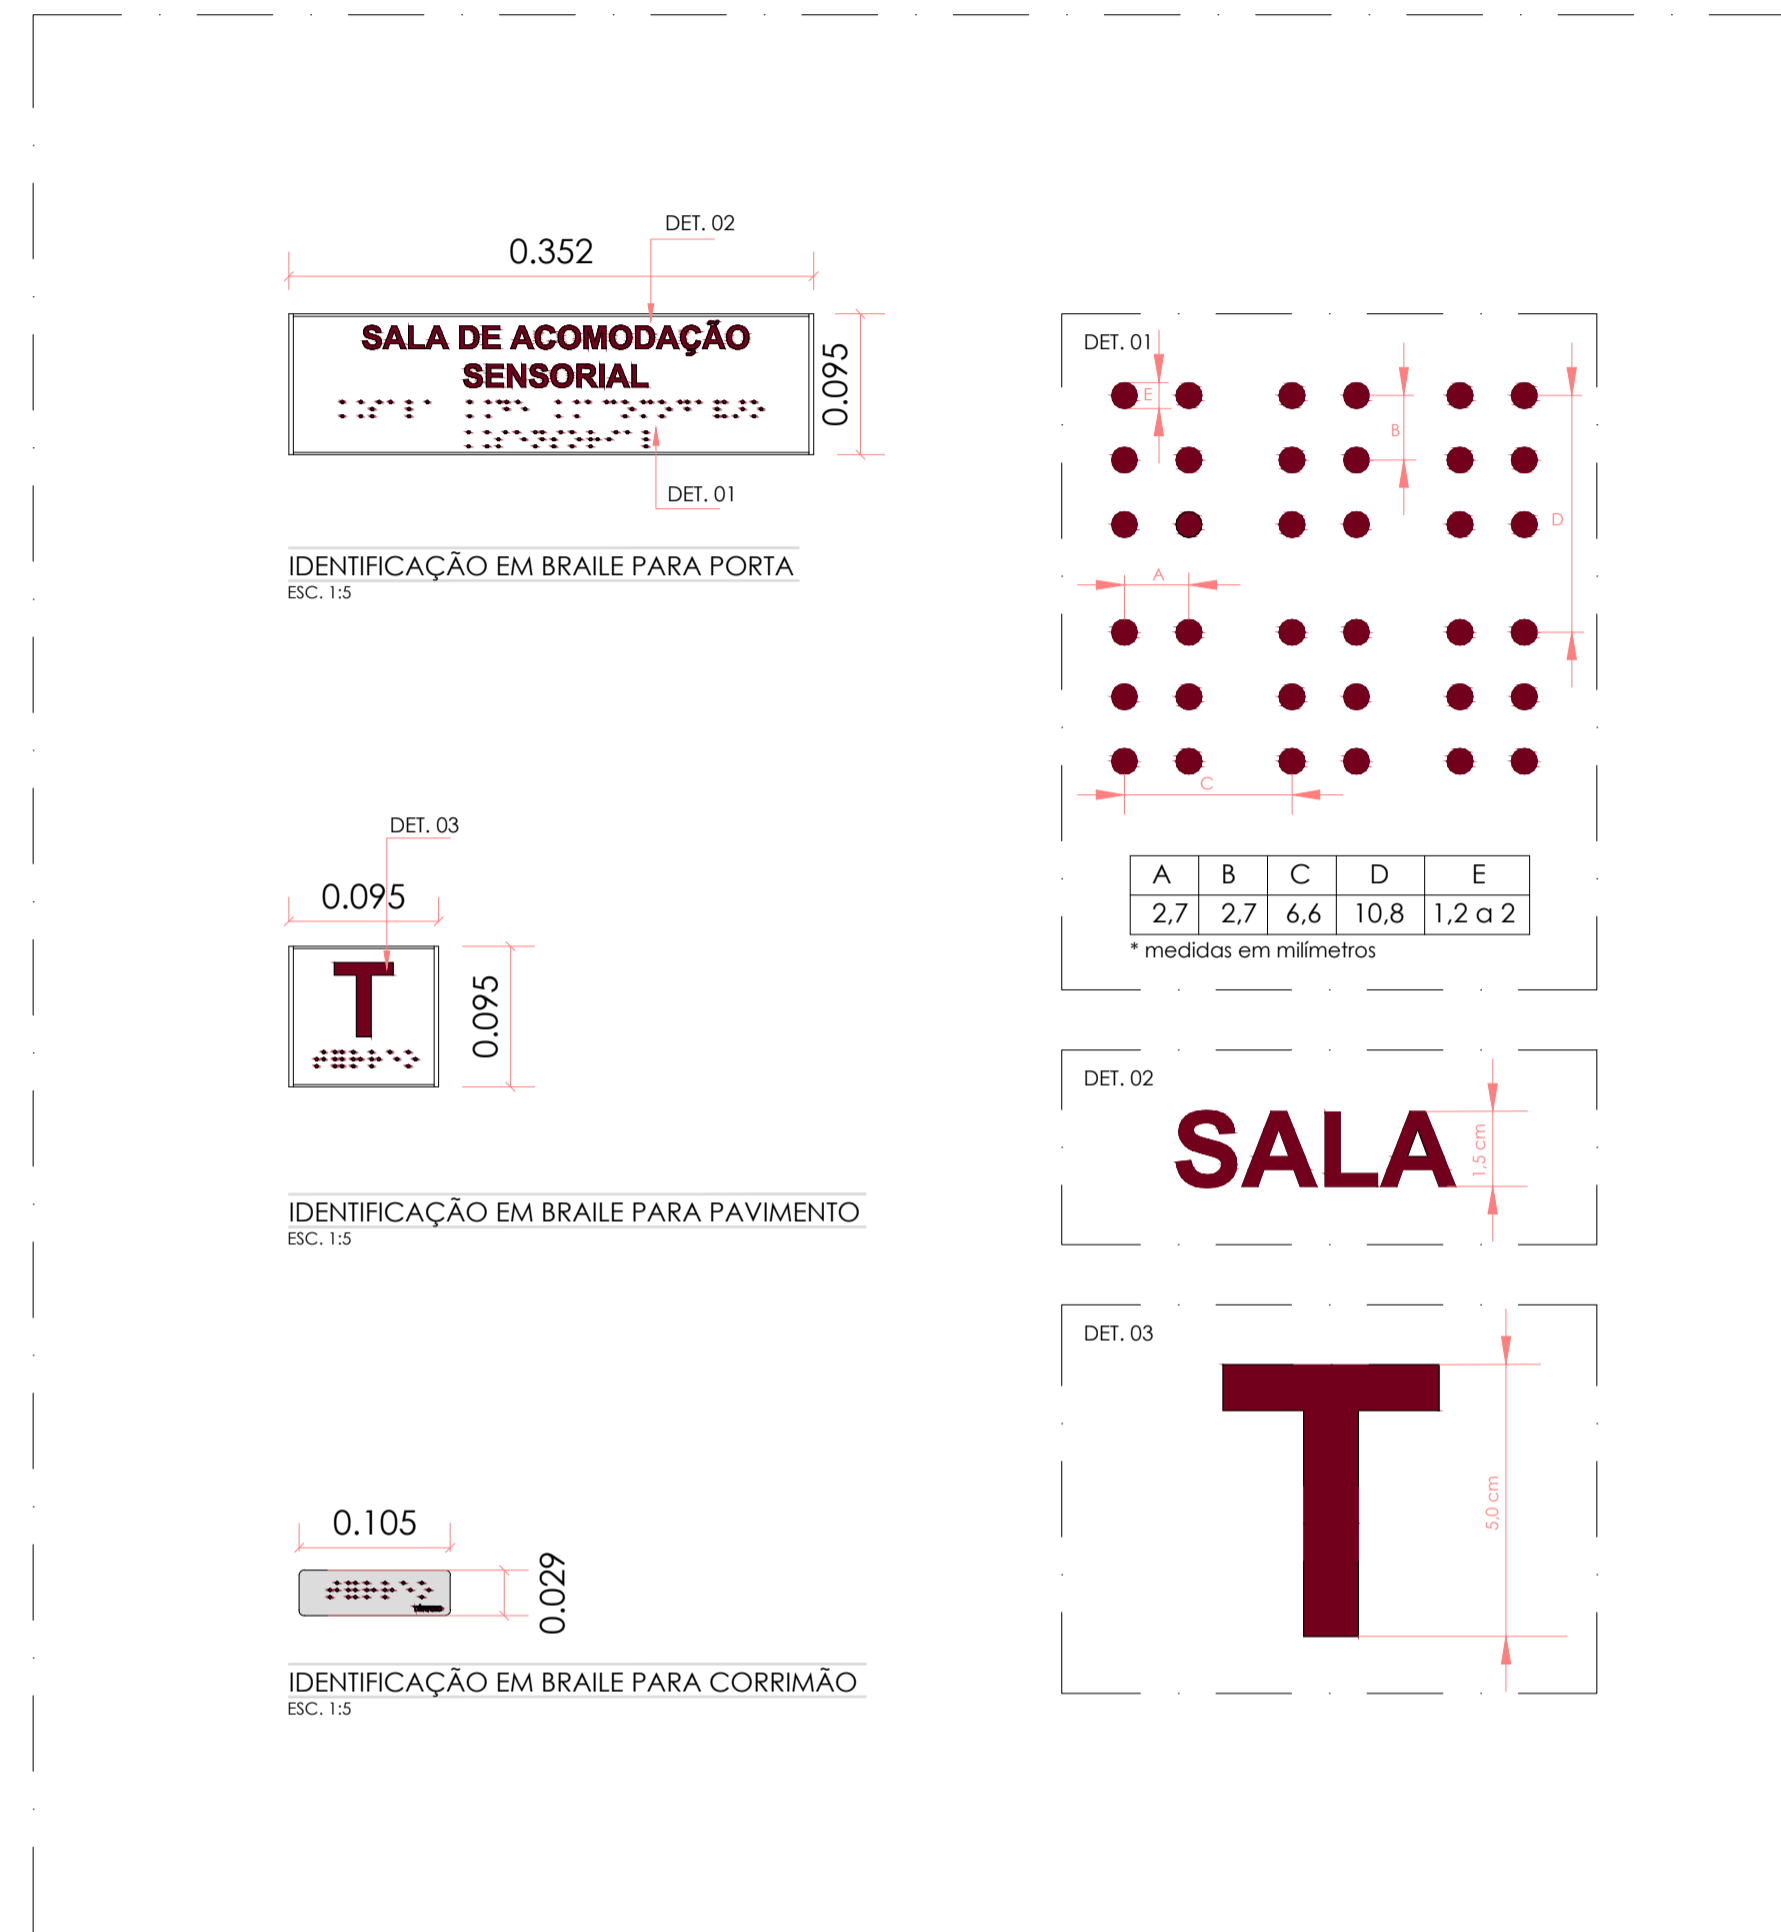 DET. 02
0.352
SALA DE ACOMODAÇÃO
SENSORIAL
0.095
DET. 01
IDENTIFICAÇÃO EM BRAILE PARA PORTA
ESC. 1:5
DET. 03
0.095
T
0.095
IDENTIFICAÇÃO EM BRAILE PARA PAVIMENTO
ESC. 1:5
0.105
0.029
IDENTIFICAÇÃO EM BRAILE PARA CORRIMÃO
ESC. 1:5
DET. 01
E
B
D
A
C
A B C D E
2,7 2,7 6,6 10,8 1,2 a 2
* medidas em milímetros
DET. 02
SALA
1,5 cm
DET. 03
T
5,0 cm